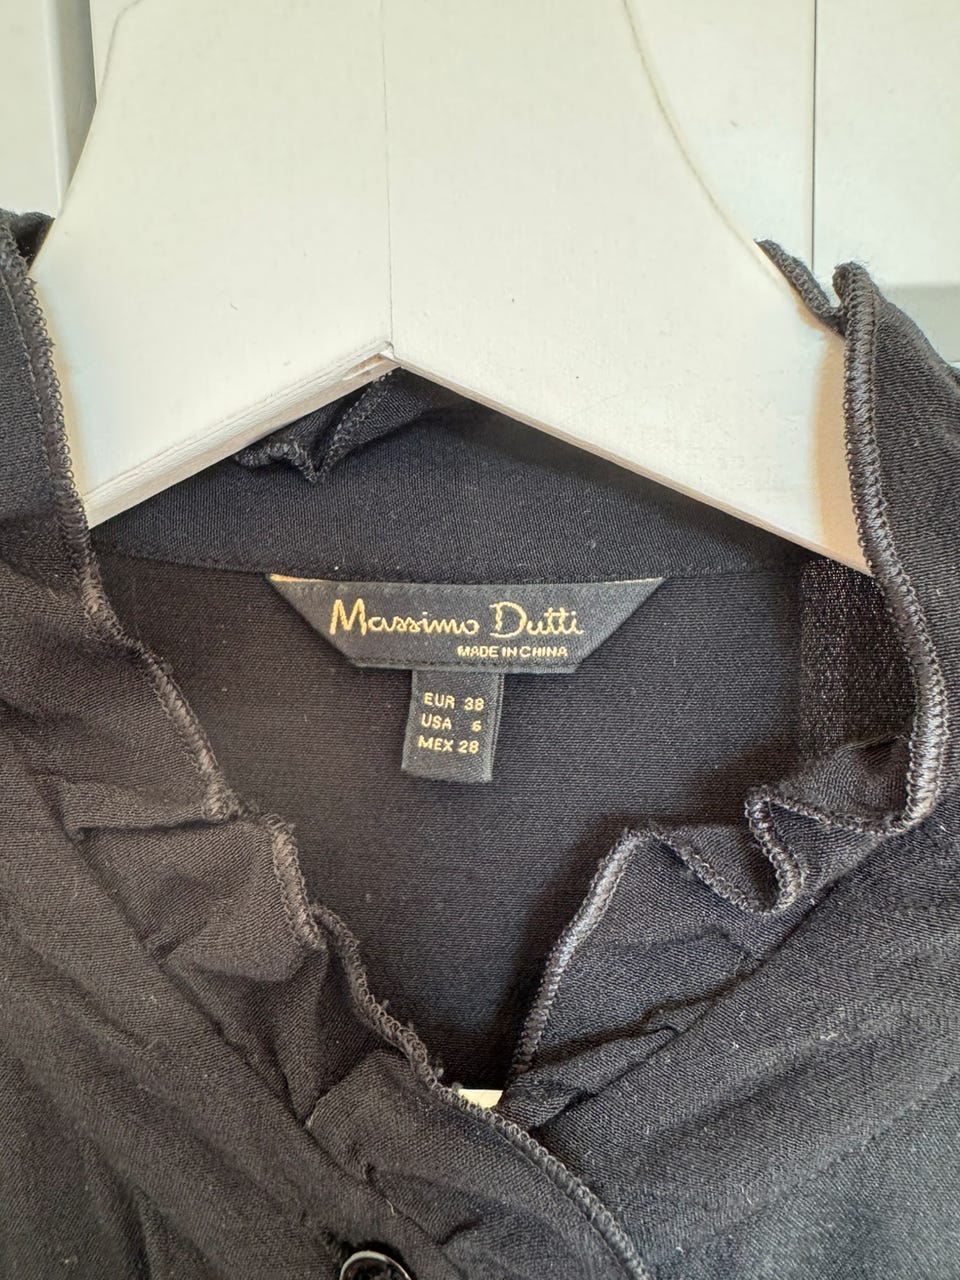 Massimo Dutti
MADE IN CHINA
EUR 38
USA 6
MEX 28